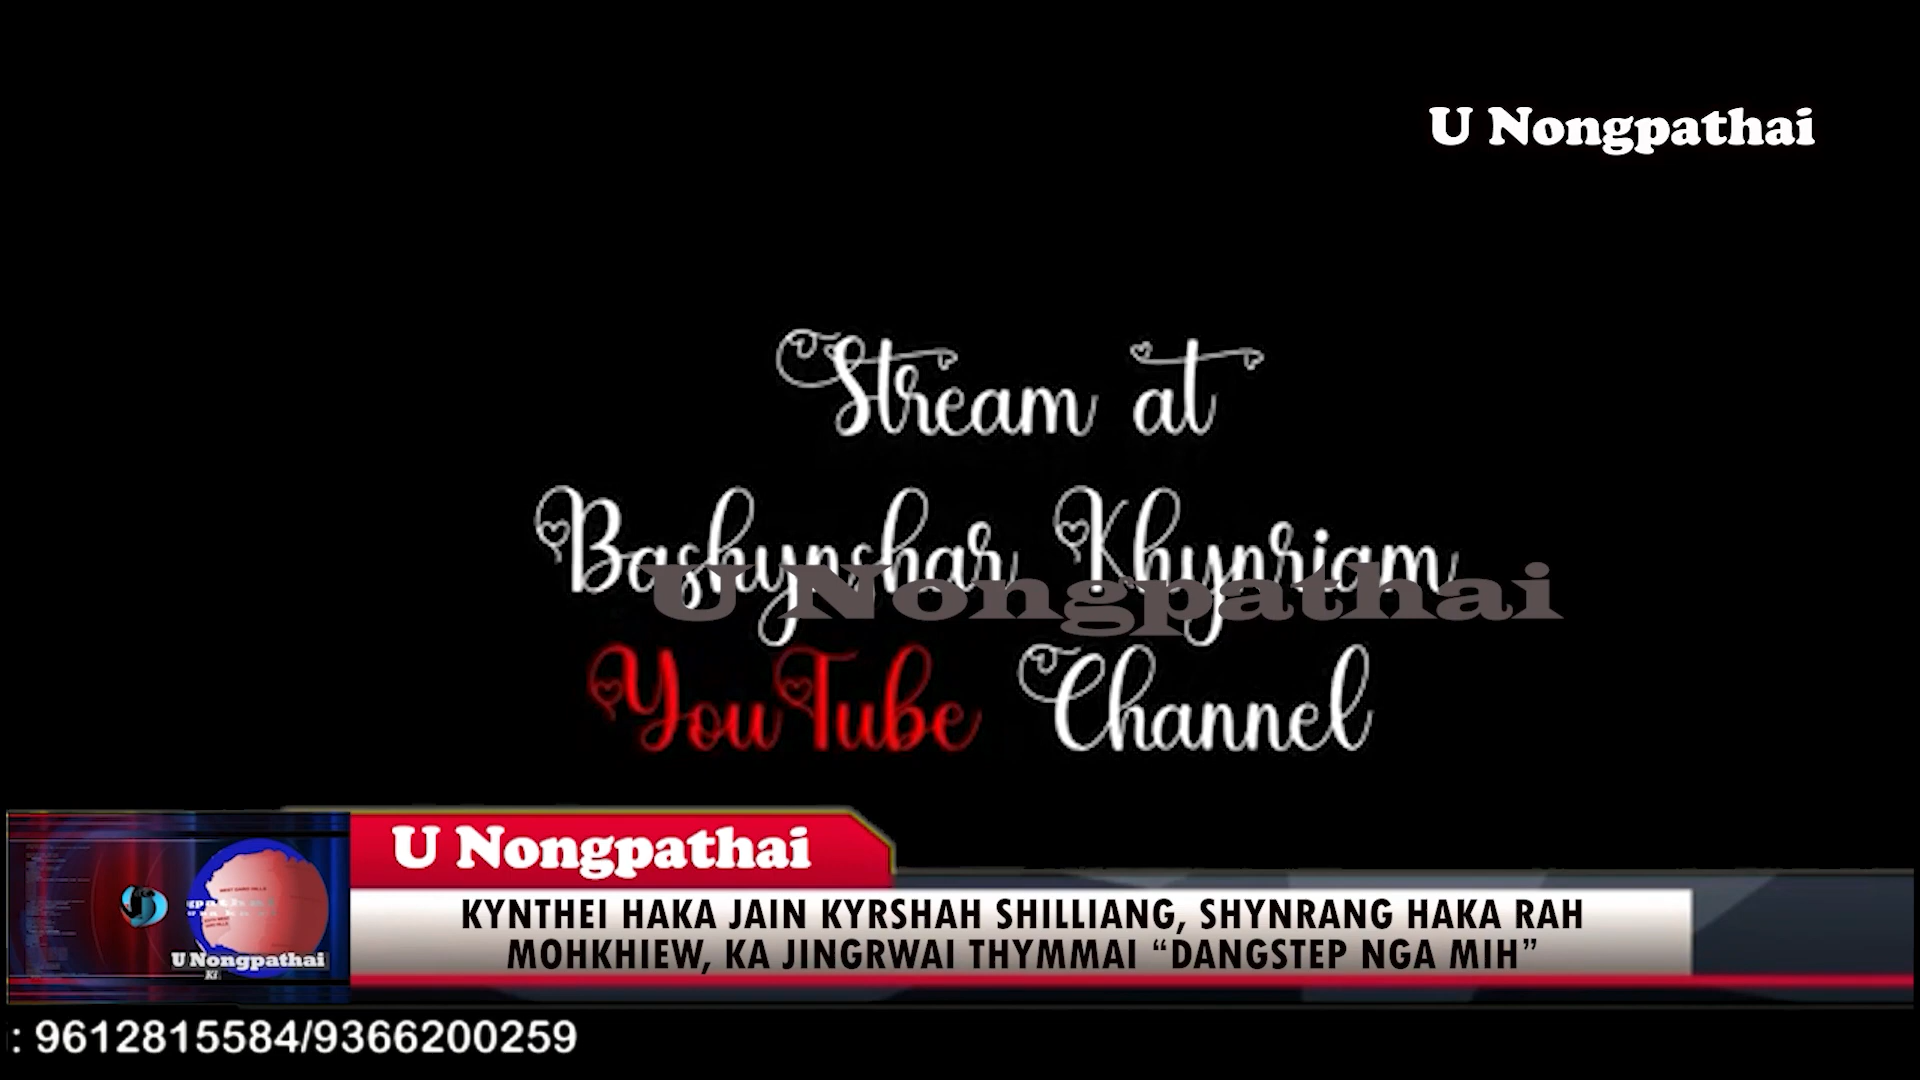 U Nongpathai
Stream at
Bashynshar Khynriam
U Nongpathai
YouTube Channel
U Nongpathai
KYNTHEI HAKA JAIN KYRSHAH SHILLIANG, SHYNRANG HAKA RAH
MOHKHIEW, KA JINGRWAI THYMMAI “DANGSTEP NGA MIH”
U Nongpathai
: 9612815584/9366200259